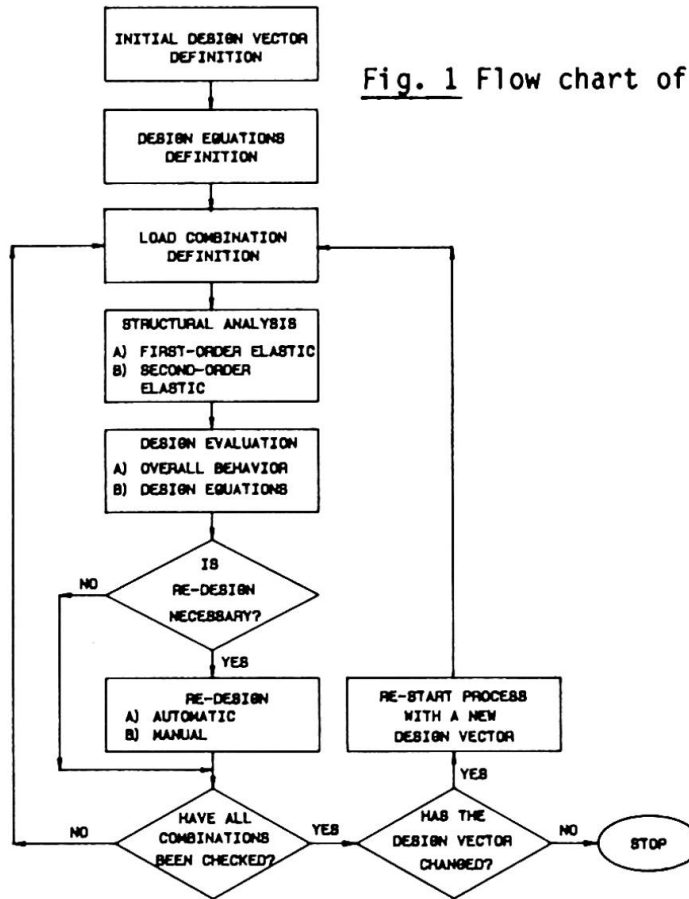 INITIAL DESIGN VECTOR
DEFINITION
Fig. 1 Flow chart of
DESIGN EQUATIONS
DEFINITION
LOAD COMBINATION
DEFINITION
STRUCTURAL ANALYSIS
A) FIRST-ORDER ELASTIC
B) SECOND-ORDER
ELASTIC
DESIGN EVALUATION
A) OVERALL BEHAVIOR
B) DESIGN EQUATIONS
IS
RE-DESIGN
NECESSARY?
NO
YES
RE-DESIGN
A) AUTOMATIC
B) MANUAL
RE-START PROCESS
WITH A NEW
DESIGN VECTOR
YES
HAVE ALL
COMBINATIONS
BEEN CHECKED?
NO
YES
HAS THE
DESIGN VECTOR
CHANGED?
NO
STOP